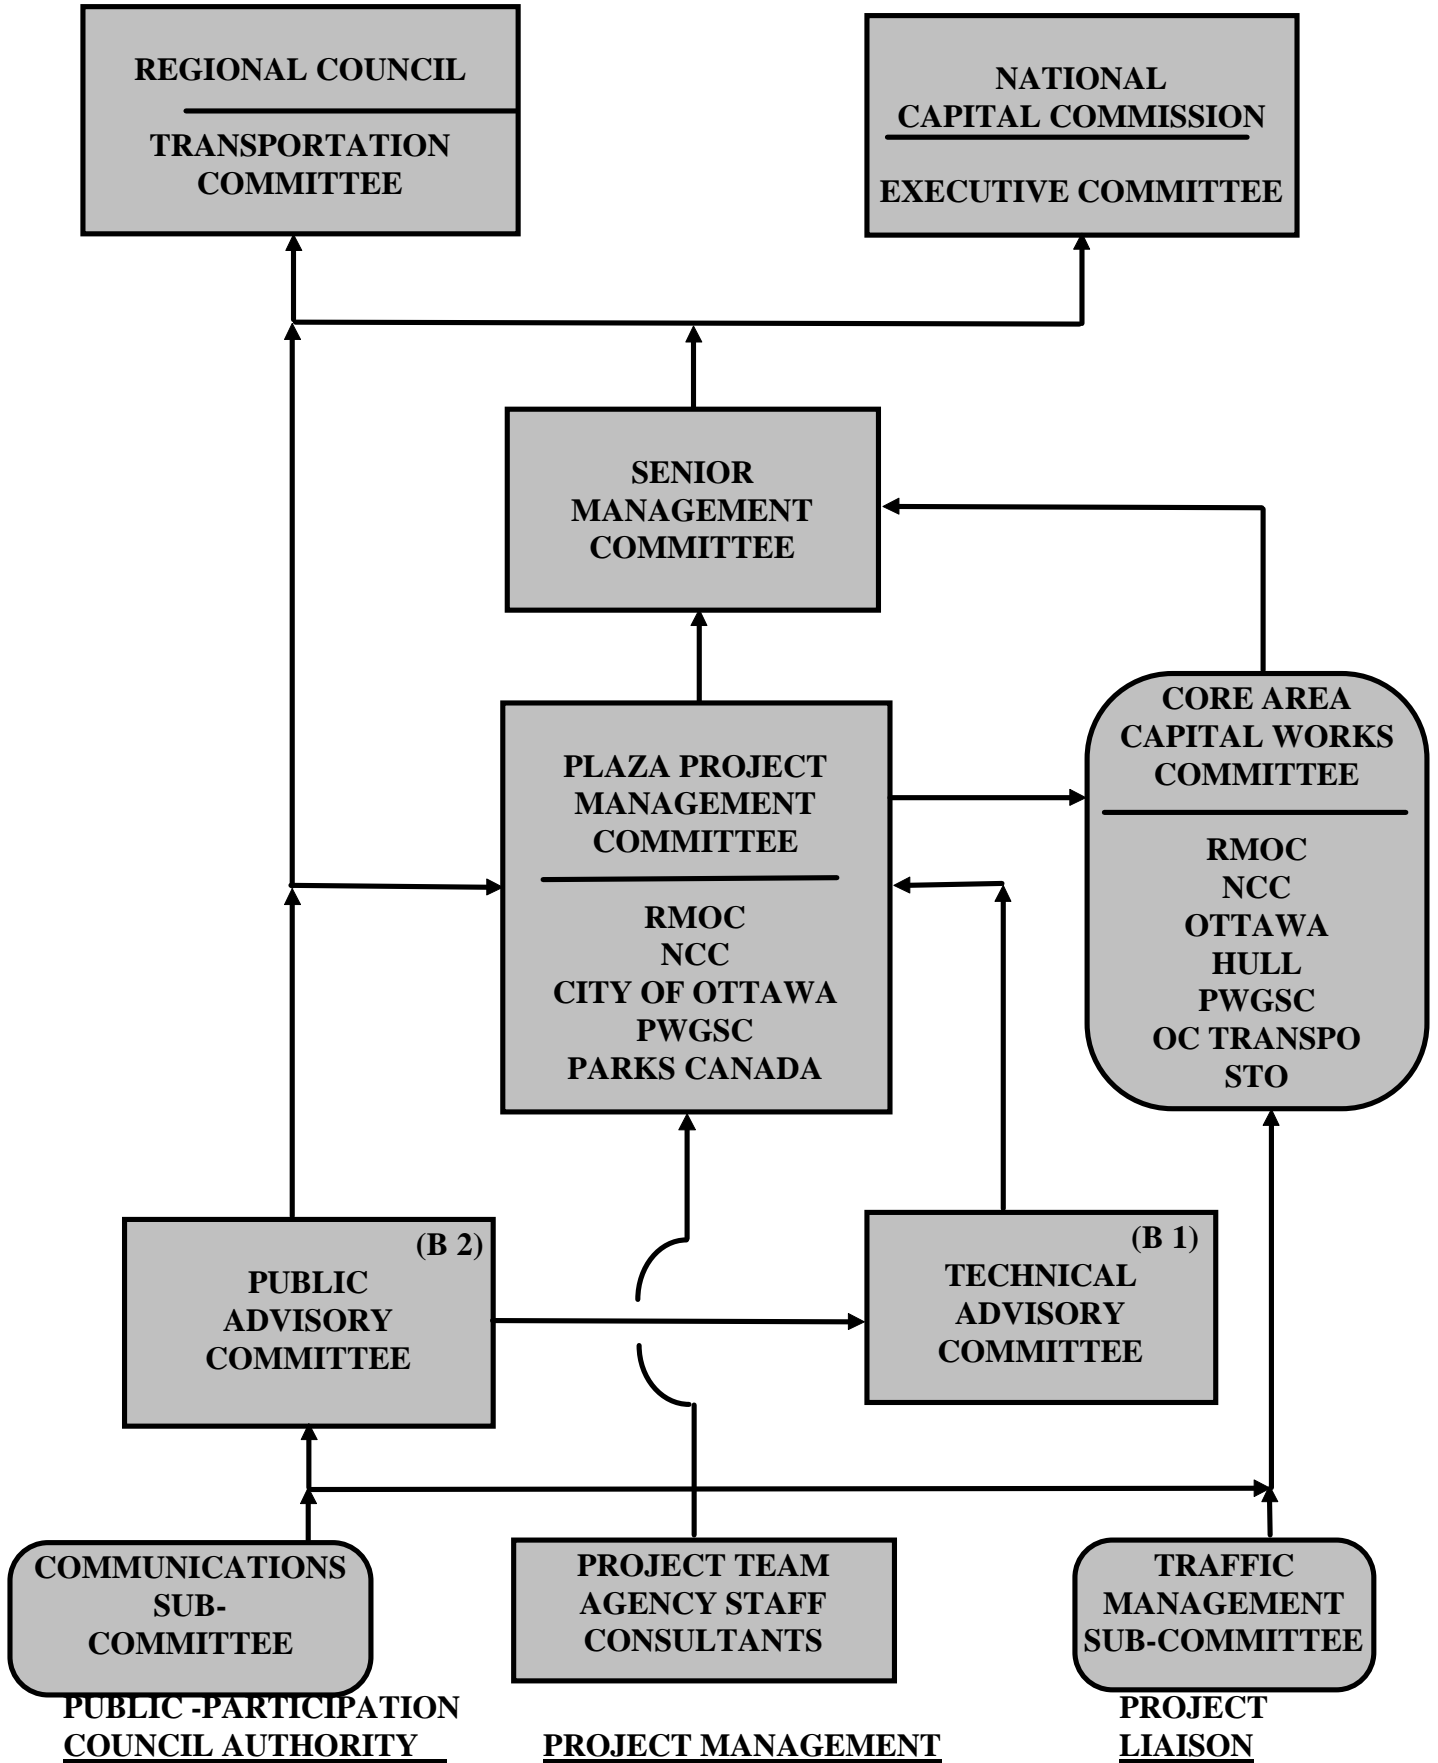 REGIONAL COUNCIL
TRANSPORTATION
COMMITTEE
NATIONAL
CAPITAL COMMISSION
EXECUTIVE COMMITTEE
SENIOR
MANAGEMENT
COMMITTEE
PLAZA PROJECT
MANAGEMENT
COMMITTEE
RMOC
NCC
CITY OF OTTAWA
PWGSC
PARKS CANADA
CORE AREA
CAPITAL WORKS
COMMITTEE
RMOC
NCC
OTTAWA
HULL
PWGSC
OC TRANSPO
STO
(B 2)
PUBLIC
ADVISORY
COMMITTEE
(B 1)
TECHNICAL
ADVISORY
COMMITTEE
COMMUNICATIONS
SUB-
COMMITTEE
PROJECT TEAM
AGENCY STAFF
CONSULTANTS
TRAFFIC
MANAGEMENT
SUB-COMMITTEE
PUBLIC -PARTICIPATION
COUNCIL AUTHORITY
PROJECT MANAGEMENT
PROJECT
LIAISON